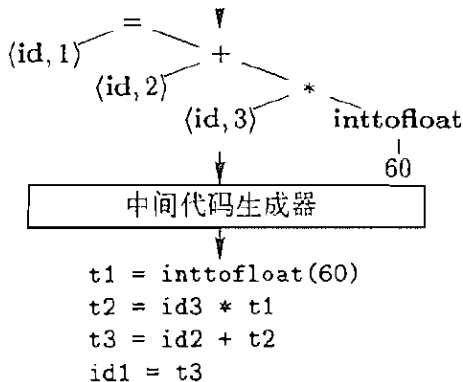 =
⟨id, 1⟩
+
⟨id, 2⟩
*
⟨id, 3⟩
inttofloat
60
中间代码生成器
t1 = inttofloat(60)
t2 = id3 * t1
t3 = id2 + t2
id1 = t3